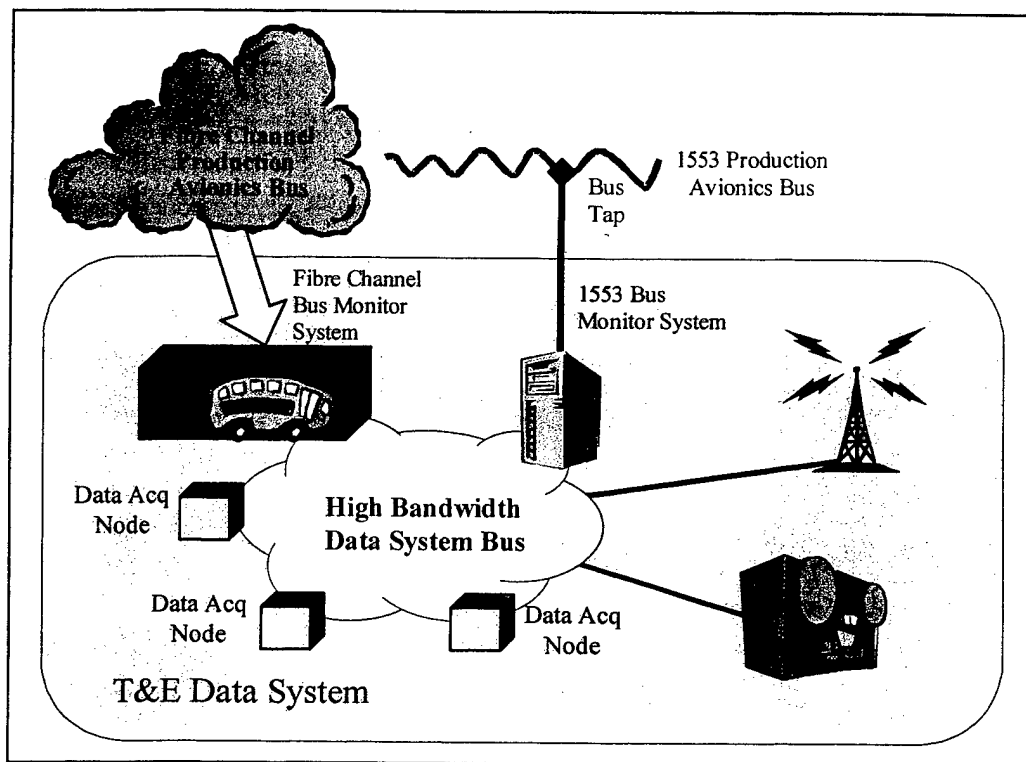 Fibre Channel
Production
Avionics Bus
1553 Production
Avionics Bus
Bus
Tap
Fibre Channel
Bus Monitor
System
1553 Bus
Monitor System
Data Acq
Node
High Bandwidth
Data System Bus
Data Acq
Node
Data Acq
Node
T&E Data System